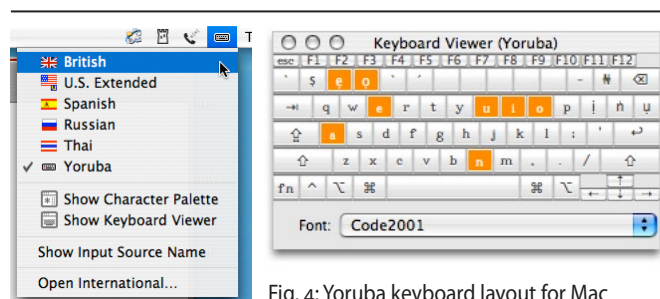 British
U.S. Extended
Spanish
Russian
Thai
✓ Yoruba
Show Character Palette
Show Keyboard Viewer
Show Input Source Name
Open International...
Keyboard Viewer (Yoruba)
esc F1 F2 F3 F4 F5 F6 F7 F8 F9 F10 F11 F12
` $ ẹ ọ ´ ` - ₦ ⌫
q w e r t y u i o p ị ṅ ụ
a s d f g h j k l : '
z x c v b n m , . /
fn ^ ⌥ ⌘ ⌘ ⌥
Font: Code2001
Fig. 4: Yoruba keyboard layout for Mac